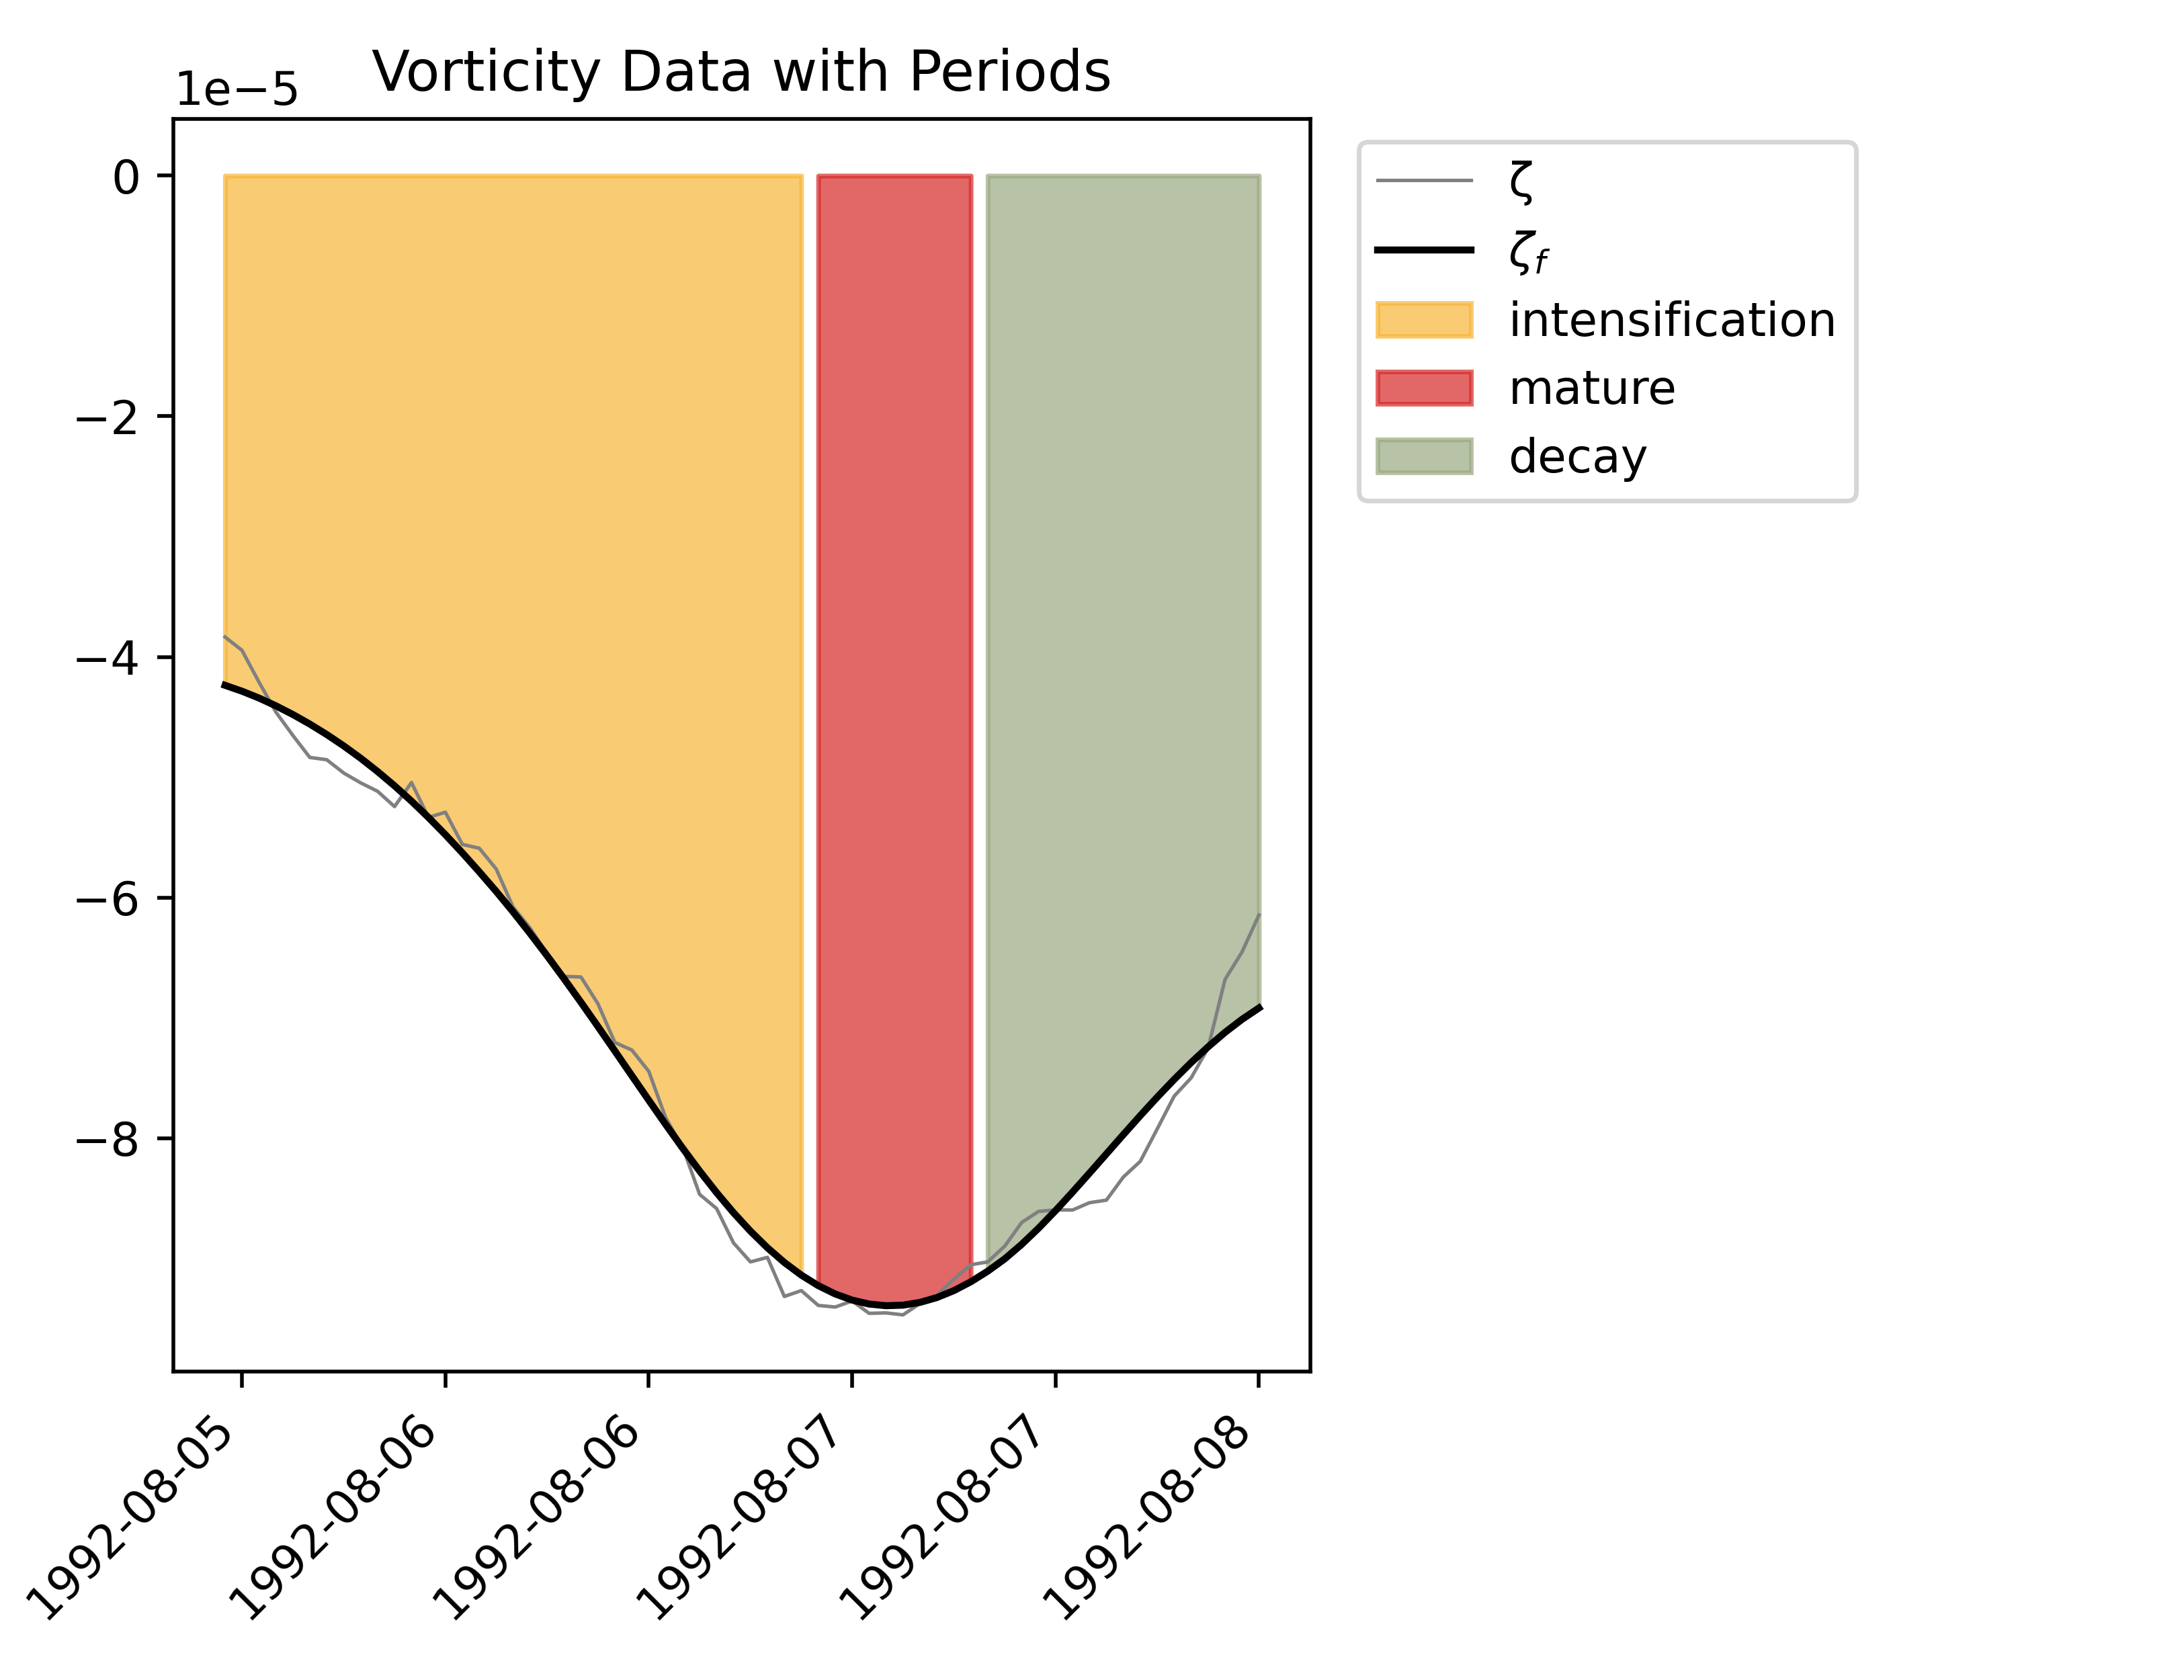 Vorticity Data with Periods
1e−5
0
−2
−4
−6
−8
1992-08-05
1992-08-06
1992-08-06
1992-08-07
1992-08-07
1992-08-08
ζ
ζf
intensification
mature
decay